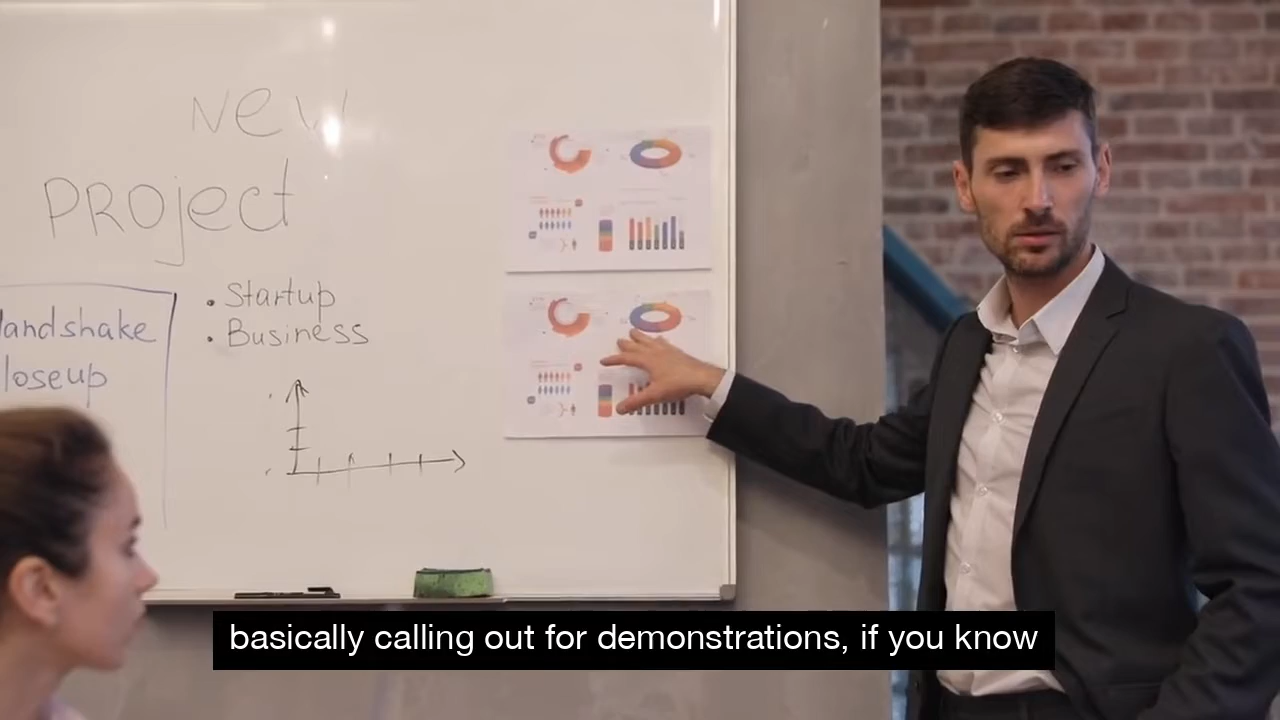 New
PROject
• Startup
• Business
andshake
loseup
basically calling out for demonstrations, if you know